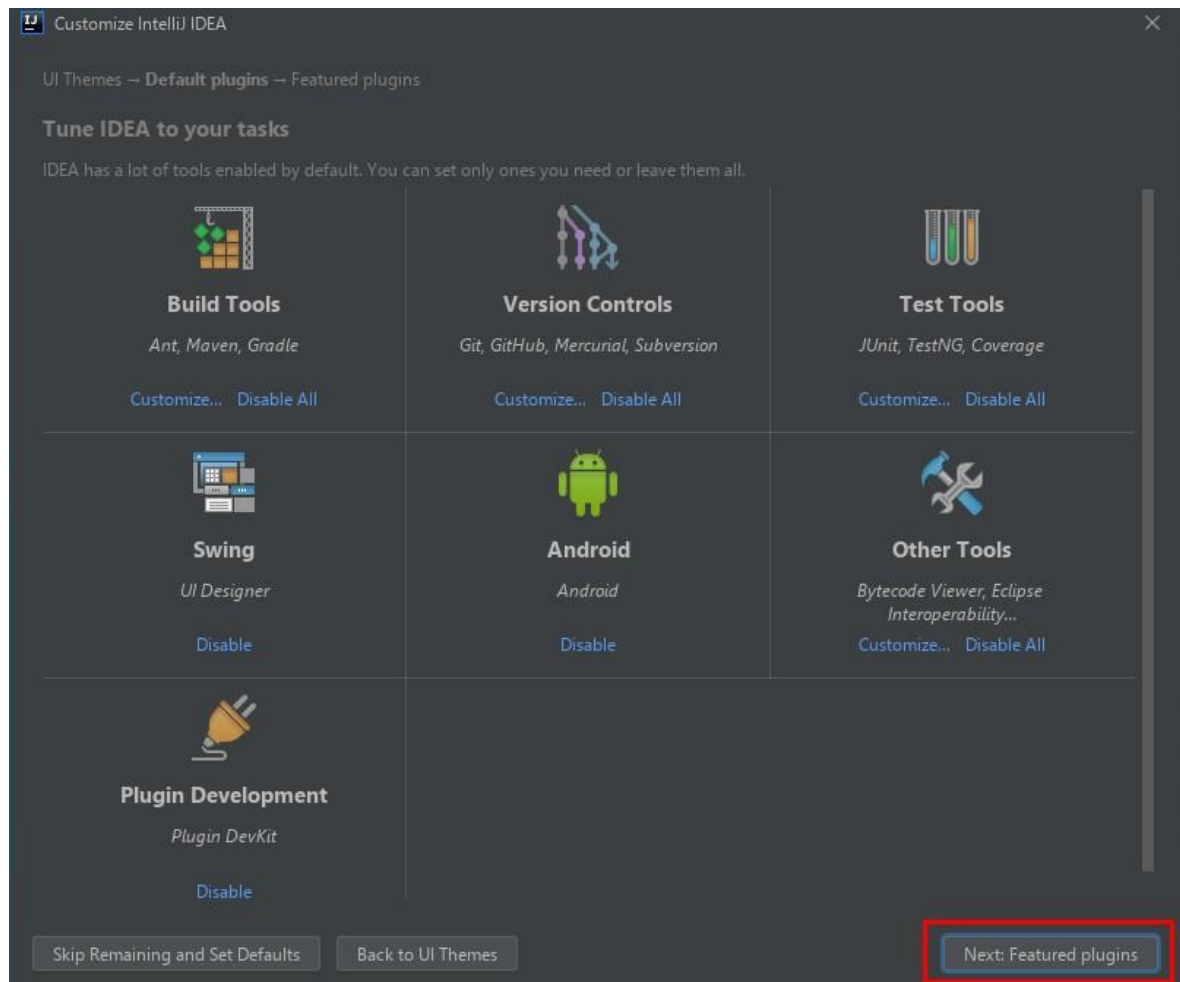 IJ Customize IntelliJ IDEA
UI Themes → Default plugins → Featured plugins
Tune IDEA to your tasks
IDEA has a lot of tools enabled by default. You can set only ones you need or leave them all.
Build Tools
Ant, Maven, Gradle
Customize... Disable All
Version Controls
Git, GitHub, Mercurial, Subversion
Customize... Disable All
Test Tools
JUnit, TestNG, Coverage
Customize... Disable All
Swing
UI Designer
Disable
Android
Android
Disable
Other Tools
Bytecode Viewer, Eclipse
Interoperability...
Customize... Disable All
Plugin Development
Plugin DevKit
Disable
Skip Remaining and Set Defaults
Back to UI Themes
Next: Featured plugins